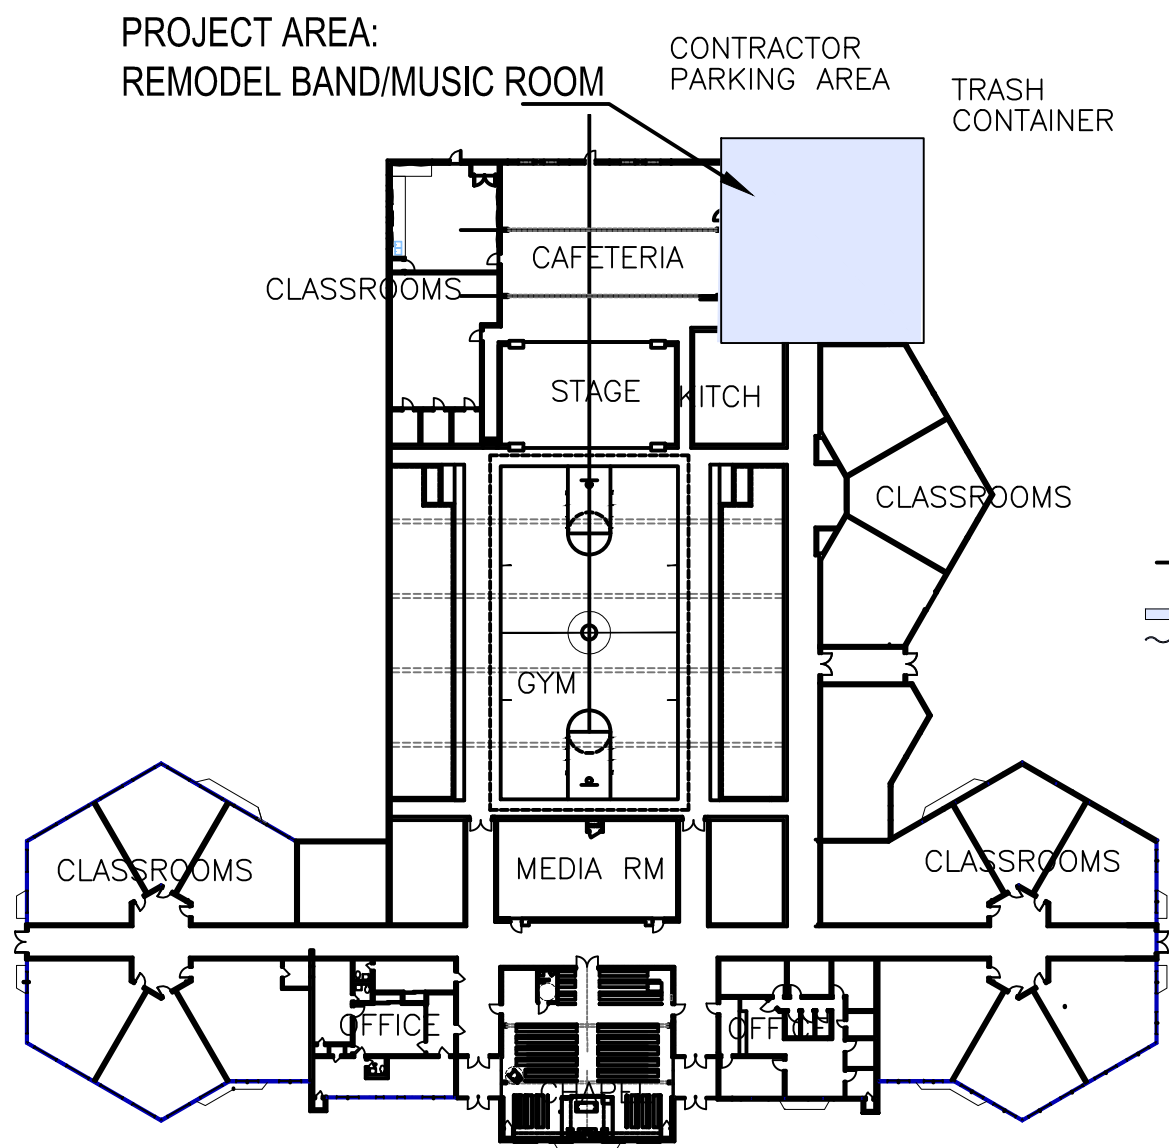 PROJECT AREA:
REMODEL BAND/MUSIC ROOM
CONTRACTOR
PARKING AREA
TRASH
CONTAINER
CAFETERIA
CLASSROOMS
STAGE
KITCH
CLASSROOMS
GYM
CLASSROOMS
MEDIA RM
CLASSROOMS
OFFICE
OFFICE
CHAPEL